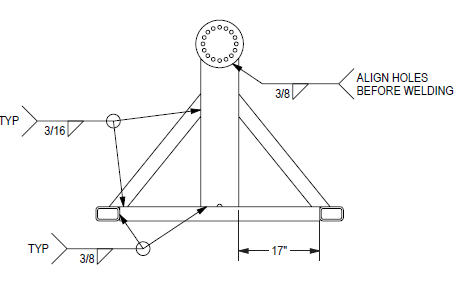 ALIGN HOLES
3/8 BEFORE WELDING
TYP
3/16
17"
TYP
3/8